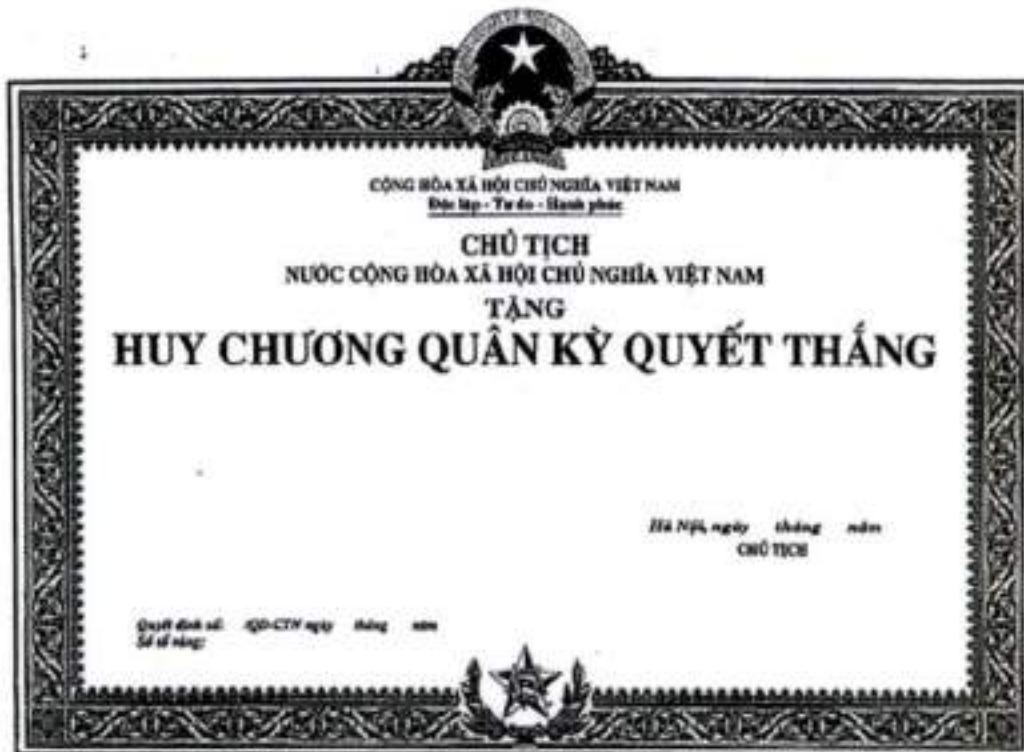 CỘNG HÒA XÃ HỘI CHỦ NGHĨA VIỆT NAM
Độc lập - Tự do - Hạnh phúc
CHỦ TỊCH
NƯỚC CỘNG HÒA XÃ HỘI CHỦ NGHĨA VIỆT NAM
TẶNG
HUY CHƯƠNG QUÂN KỲ QUYẾT THẮNG
Hà Nội, ngày tháng năm
CHỦ TỊCH
Quyết định số: /QĐ-CTN ngày tháng năm
Số sổ vàng: